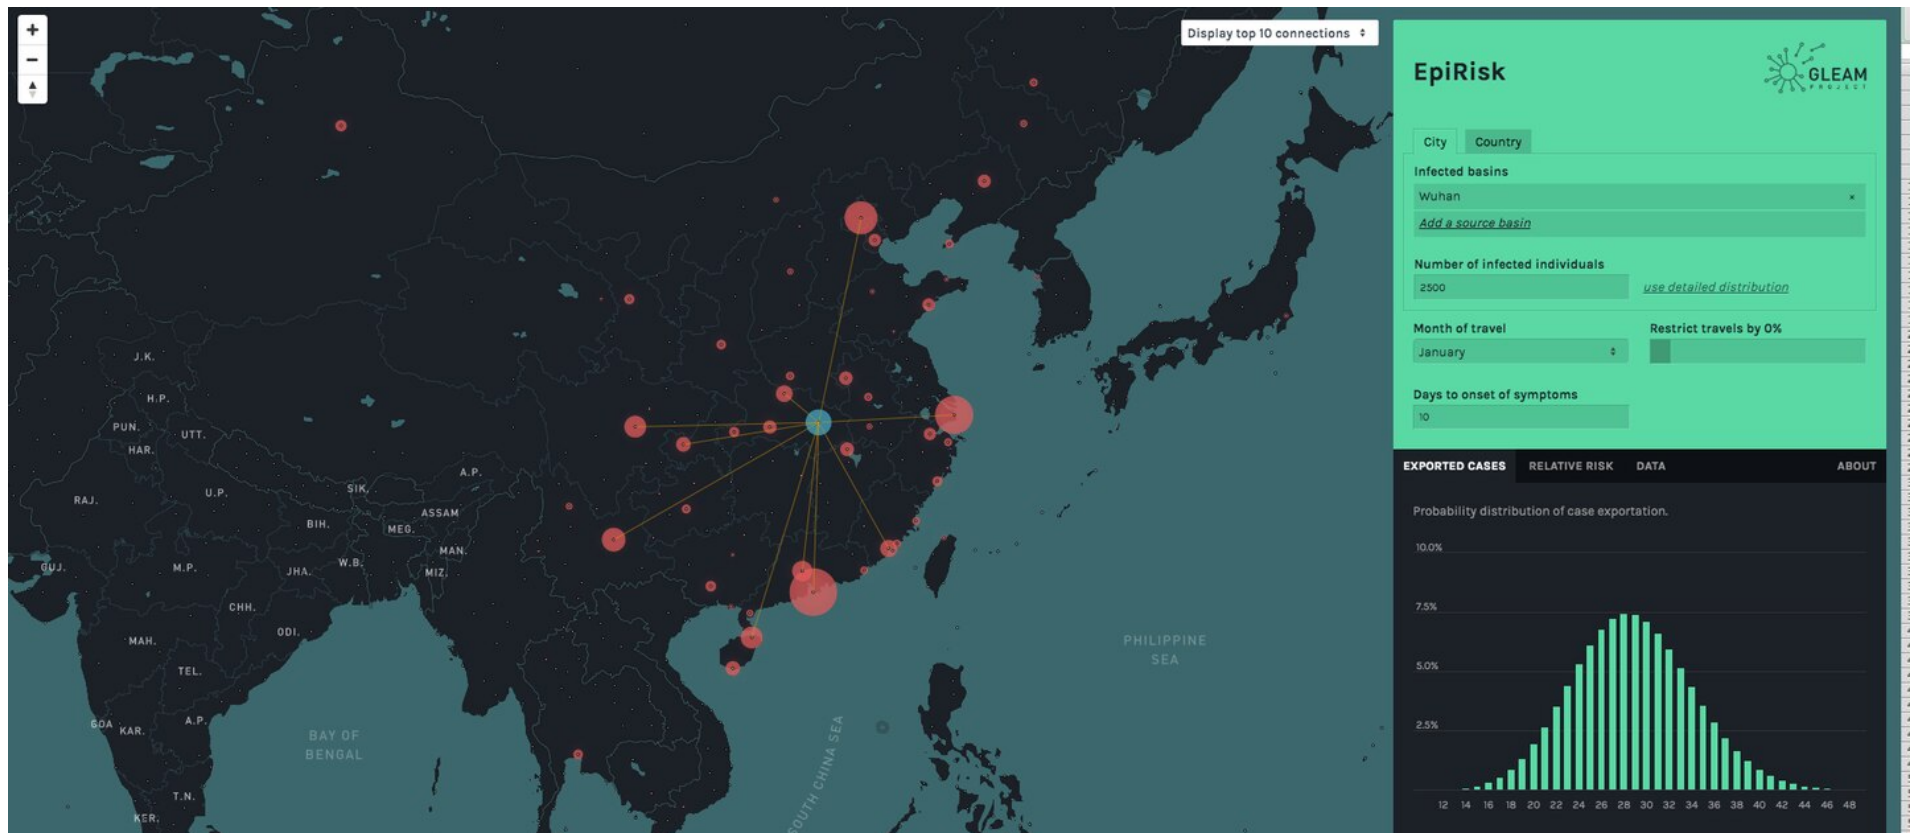 +
−
Display top 10 connections
J.K.
H.P.
PUN.
UTT.
HAR.
RAJ.
U.P.
SIK.
A.P.
ASSAM
BIH.
MEG.
MAN.
GUJ.
M.P.
JHA.
W.B.
MIZ.
CHH.
MAH.
ODI.
TEL.
GOA
KAR.
A.P.
T.N.
KER.
BAY OF
BENGAL
SOUTH CHINA SEA
PHILIPPINE
SEA
EpiRisk
GLEAM
PROJECT
City
Country
Infected basins
Wuhan ×
Add a source basin
Number of infected individuals
2500
use detailed distribution
Month of travel
Restrict travels by 0%
January
Days to onset of symptoms
10
EXPORTED CASES RELATIVE RISK DATA ABOUT
Probability distribution of case exportation.
10.0%
7.5%
5.0%
2.5%
12 14 16 18 20 22 24 26 28 30 32 34 36 38 40 42 44 46 48